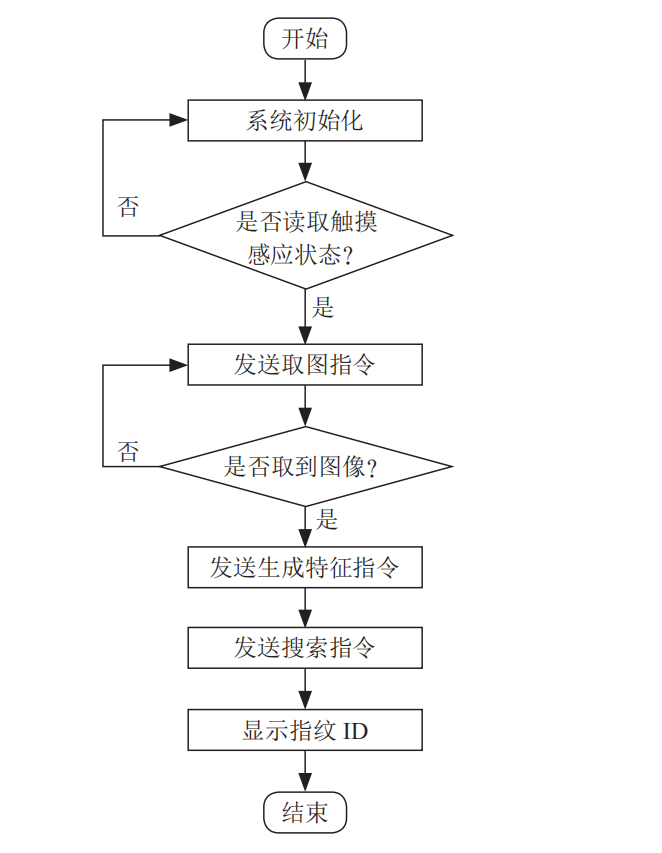 开始
系统初始化
否
是否读取触摸
感应状态?
是
发送取图指令
否
是否取到图像?
是
发送生成特征指令
发送搜索指令
显示指纹 ID
结束